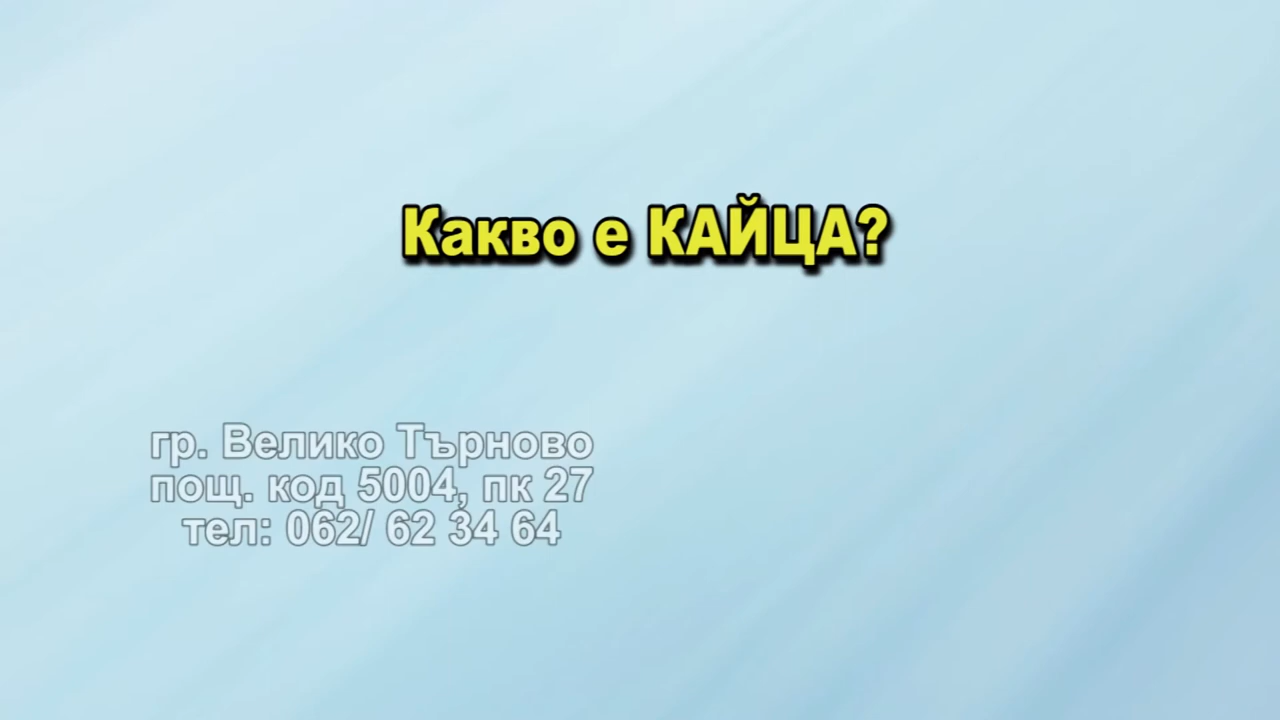 Какво е КАЙЦА?
гр. Велико Търново
пощ. код 5004, пк 27
тел: 062/ 62 34 64